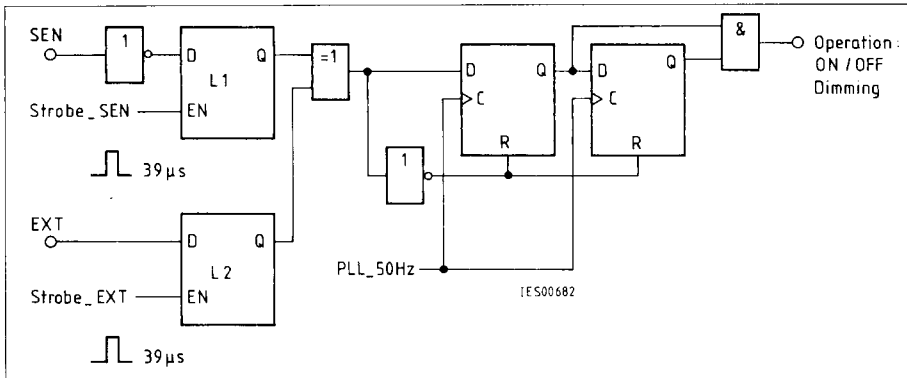 SEN
1
D
Q
L1
Strobe_SEN
EN
39µs
EXT
D
Q
L2
Strobe_EXT
EN
39µs
=1
1
D
Q
C
R
D
Q
C
R
PLL_50Hz
IES00682
&
Operation:
ON / OFF
Dimming